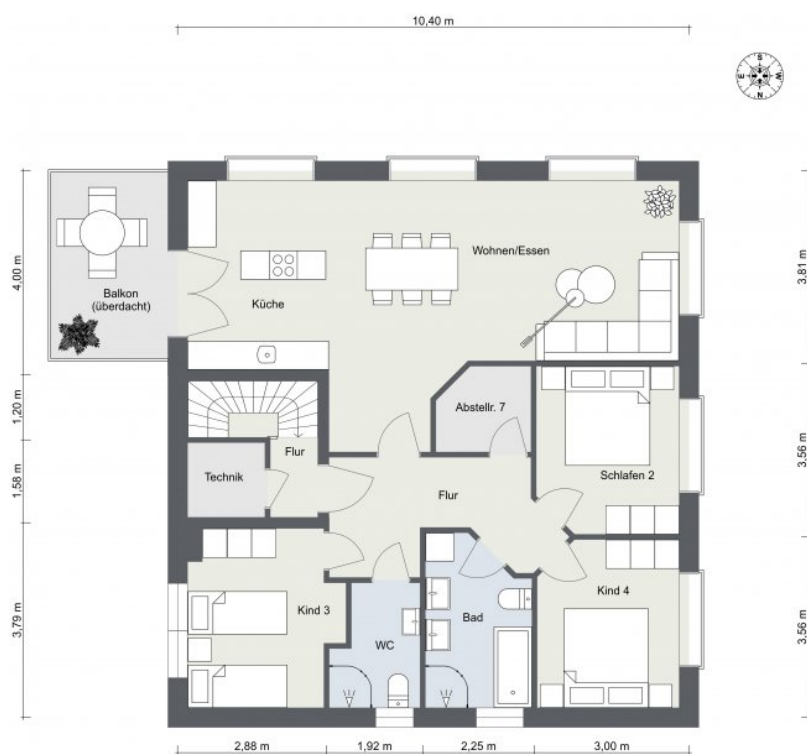 10,40 m
S
E
W
N
4,00 m
1,20 m
1,58 m
3,79 m
Balkon
(überdacht)
Küche
Wohnen/Essen
3,81 m
3,56 m
3,56 m
Abstellr. 7
Flur
Technik
Flur
Schlafen 2
Kind 3
WC
Bad
Kind 4
2,88 m
1,92 m
2,25 m
3,00 m